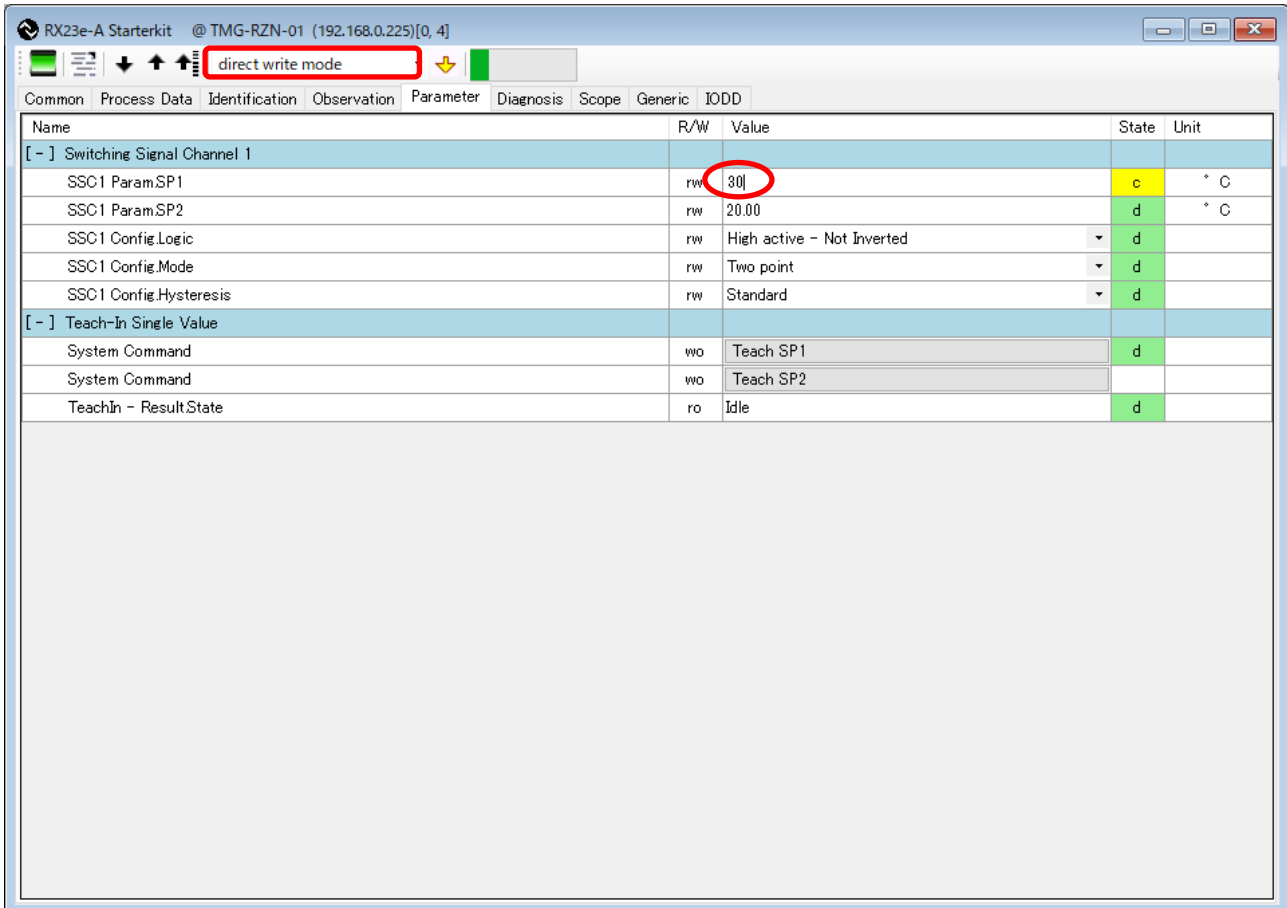 RX23e-A Starterkit @ TMG-RZN-01 (192.168.0.225)[0, 4]
direct write mode
Common Process Data Identification Observation Parameter Diagnosis Scope Generic IODD
Name R/W Value State Unit
[-] Switching Signal Channel 1
SSC1 Param.SP1 rw 30 c °C
SSC1 Param.SP2 rw 20.00 d °C
SSC1 Config.Logic rw High active - Not Inverted d
SSC1 Config.Mode rw Two point d
SSC1 Config.Hysteresis rw Standard d
[-] Teach-In Single Value
System Command wo Teach SP1 d
System Command wo Teach SP2
TeachIn - Result.State ro Idle d